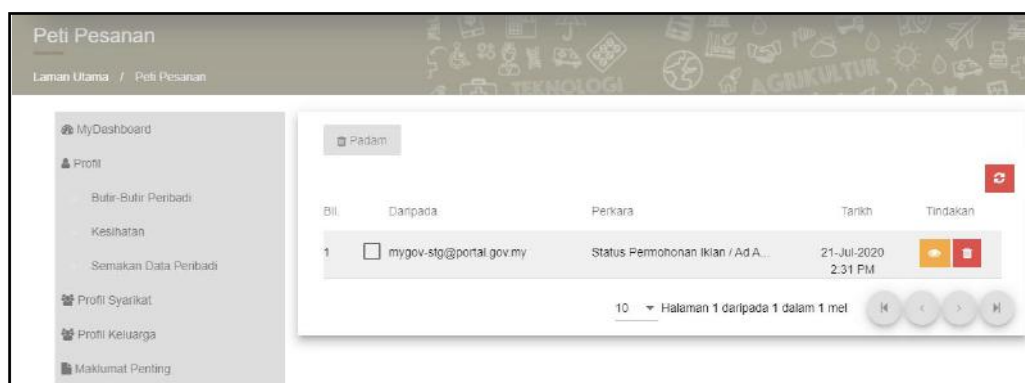 Peti Pesanan
Laman Utama / Peti Pesanan
TEKNOLOGI
AGRIKULTUR
MyDashboard
Profil
Butir-Butir Peribadi
Kesihatan
Semakan Data Peribadi
Profil Syarikat
Profil Keluarga
Maklumat Penting
Padam
Bil. Daripada Perkara Tarikh Tindakan
1 mygov-stg@portal.gov.my Status Permohonan Iklan / Ad A... 21-Jul-2020
2:31 PM
10 Halaman 1 daripada 1 dalam 1 mel